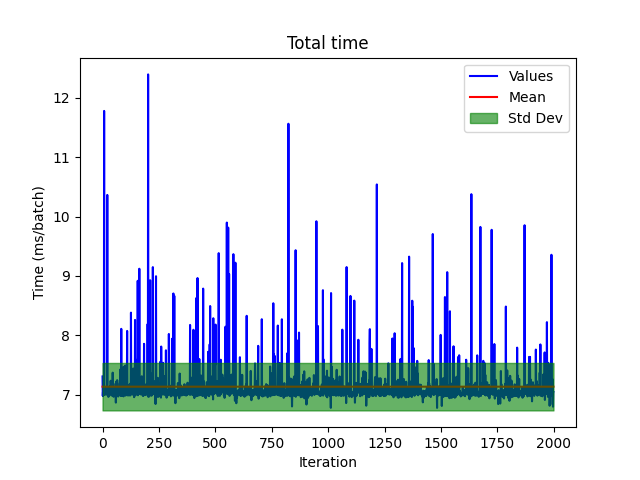 Total time
Values
Mean
Std Dev
Time (ms/batch)
12
11
10
9
8
7
0 250 500 750 1000 1250 1500 1750 2000
Iteration